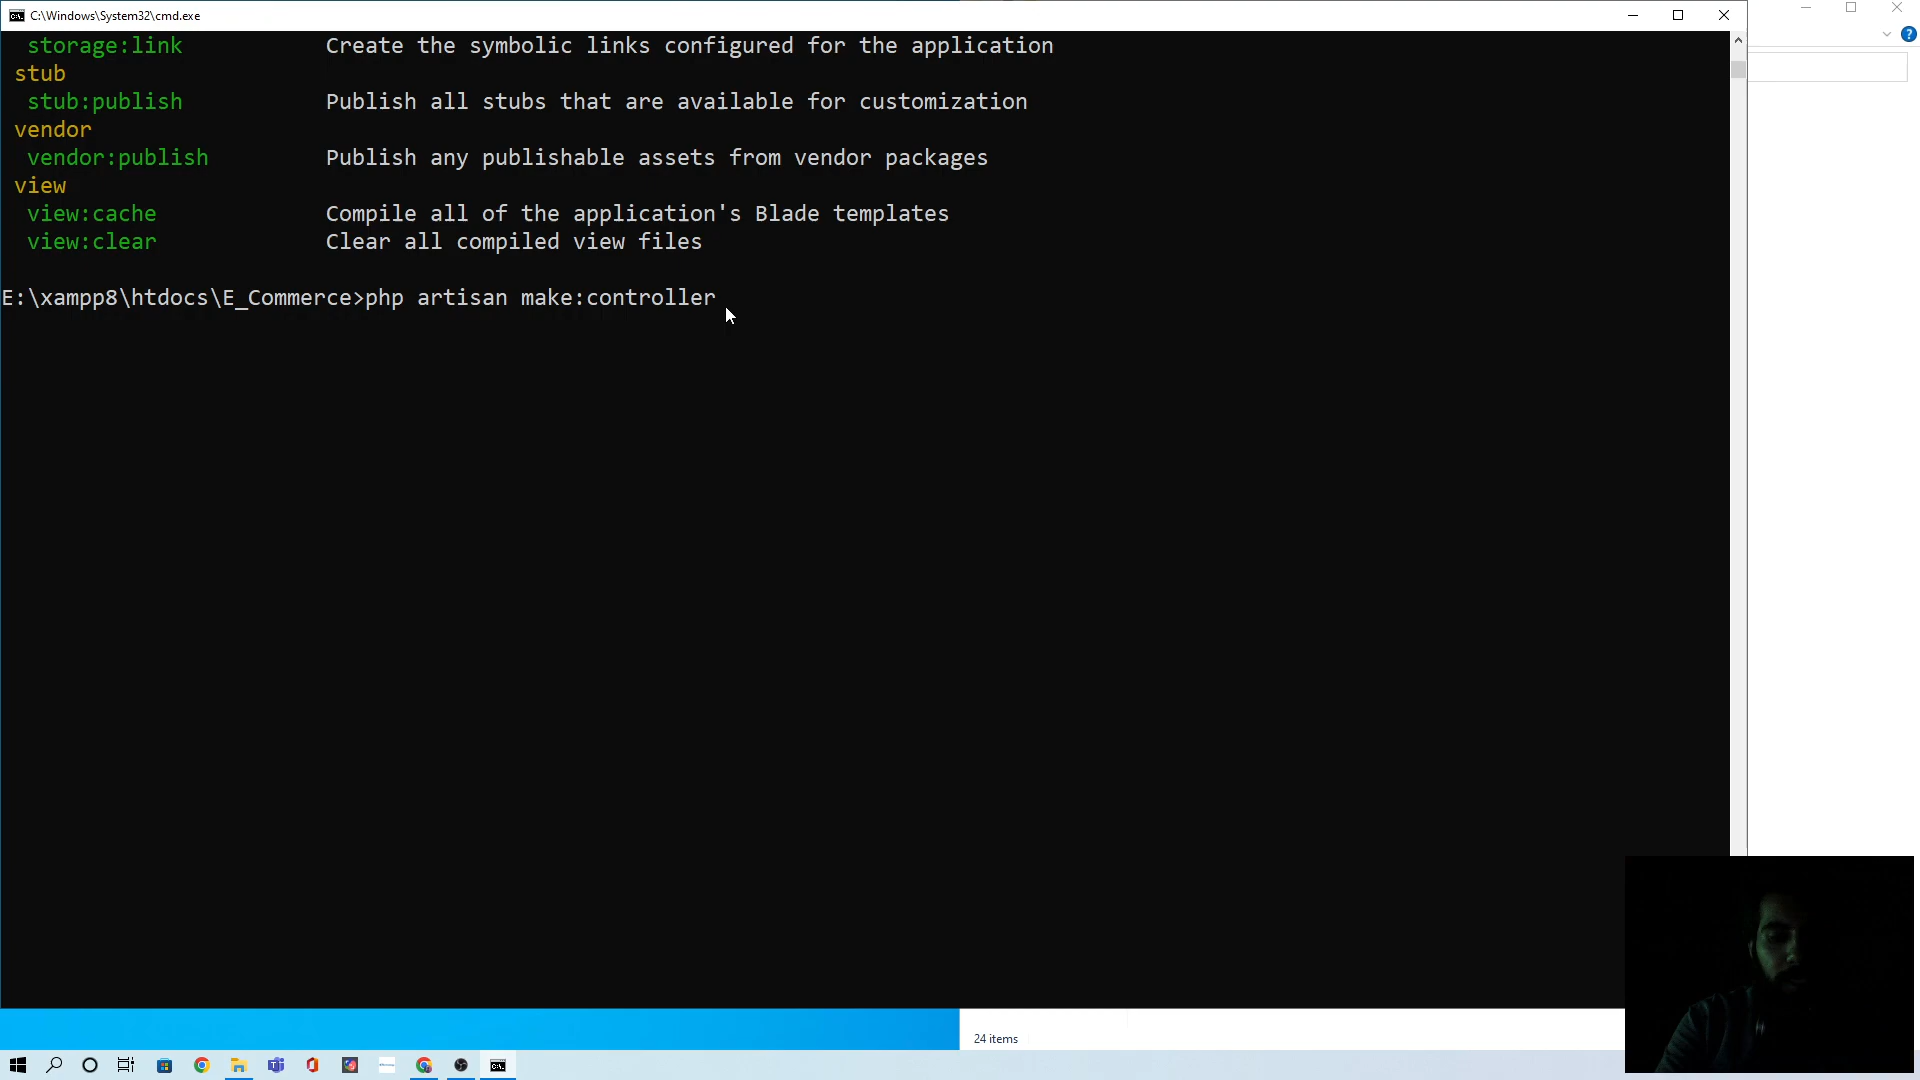 C:\Windows\System32\cmd.exe
storage:link Create the symbolic links configured for the application
stub
stub:publish Publish all stubs that are available for customization
vendor
vendor:publish Publish any publishable assets from vendor packages
view
view:cache Compile all of the application's Blade templates
view:clear Clear all compiled view files
E:\xampp8\htdocs\E_Commerce>php artisan make:controller
24 items